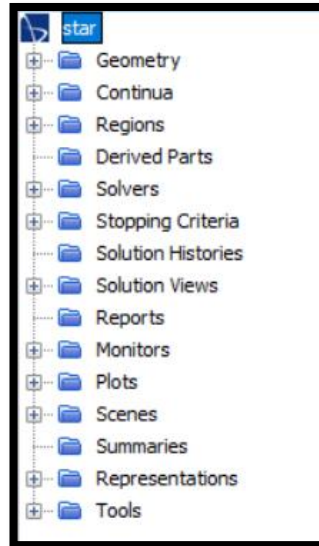 star
Geometry
Continua
Regions
Derived Parts
Solvers
Stopping Criteria
Solution Histories
Solution Views
Reports
Monitors
Plots
Scenes
Summaries
Representations
Tools